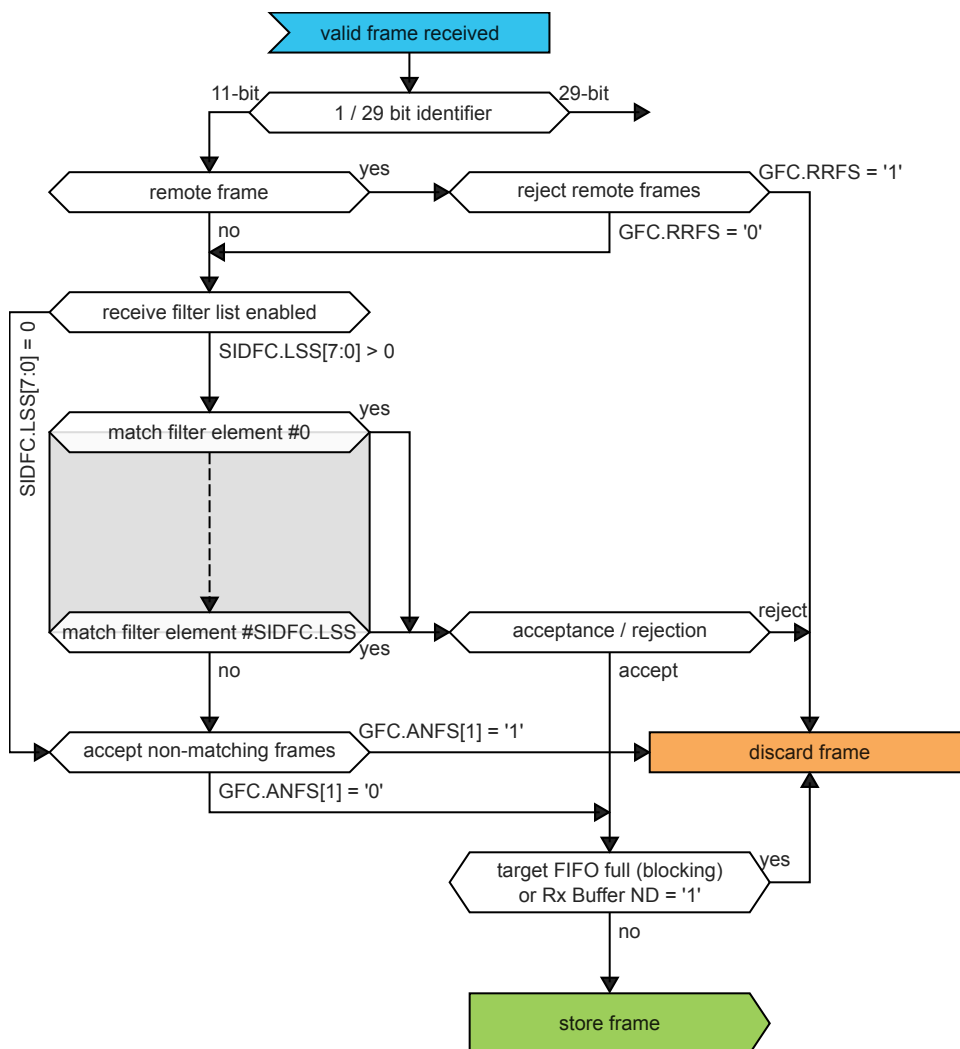 valid frame received
11-bit
29-bit
1 / 29 bit identifier
yes
GFC.RRFS = '1'
remote frame
reject remote frames
no
GFC.RRFS = '0'
receive filter list enabled
SIDFC.LSS[7:0] = 0
SIDFC.LSS[7:0] > 0
yes
match filter element #0
reject
match filter element #SIDFC.LSS
acceptance / rejection
yes
no
accept
GFC.ANFS[1] = '1'
accept non-matching frames
discard frame
GFC.ANFS[1] = '0'
target FIFO full (blocking)
yes
or Rx Buffer ND = '1'
no
store frame